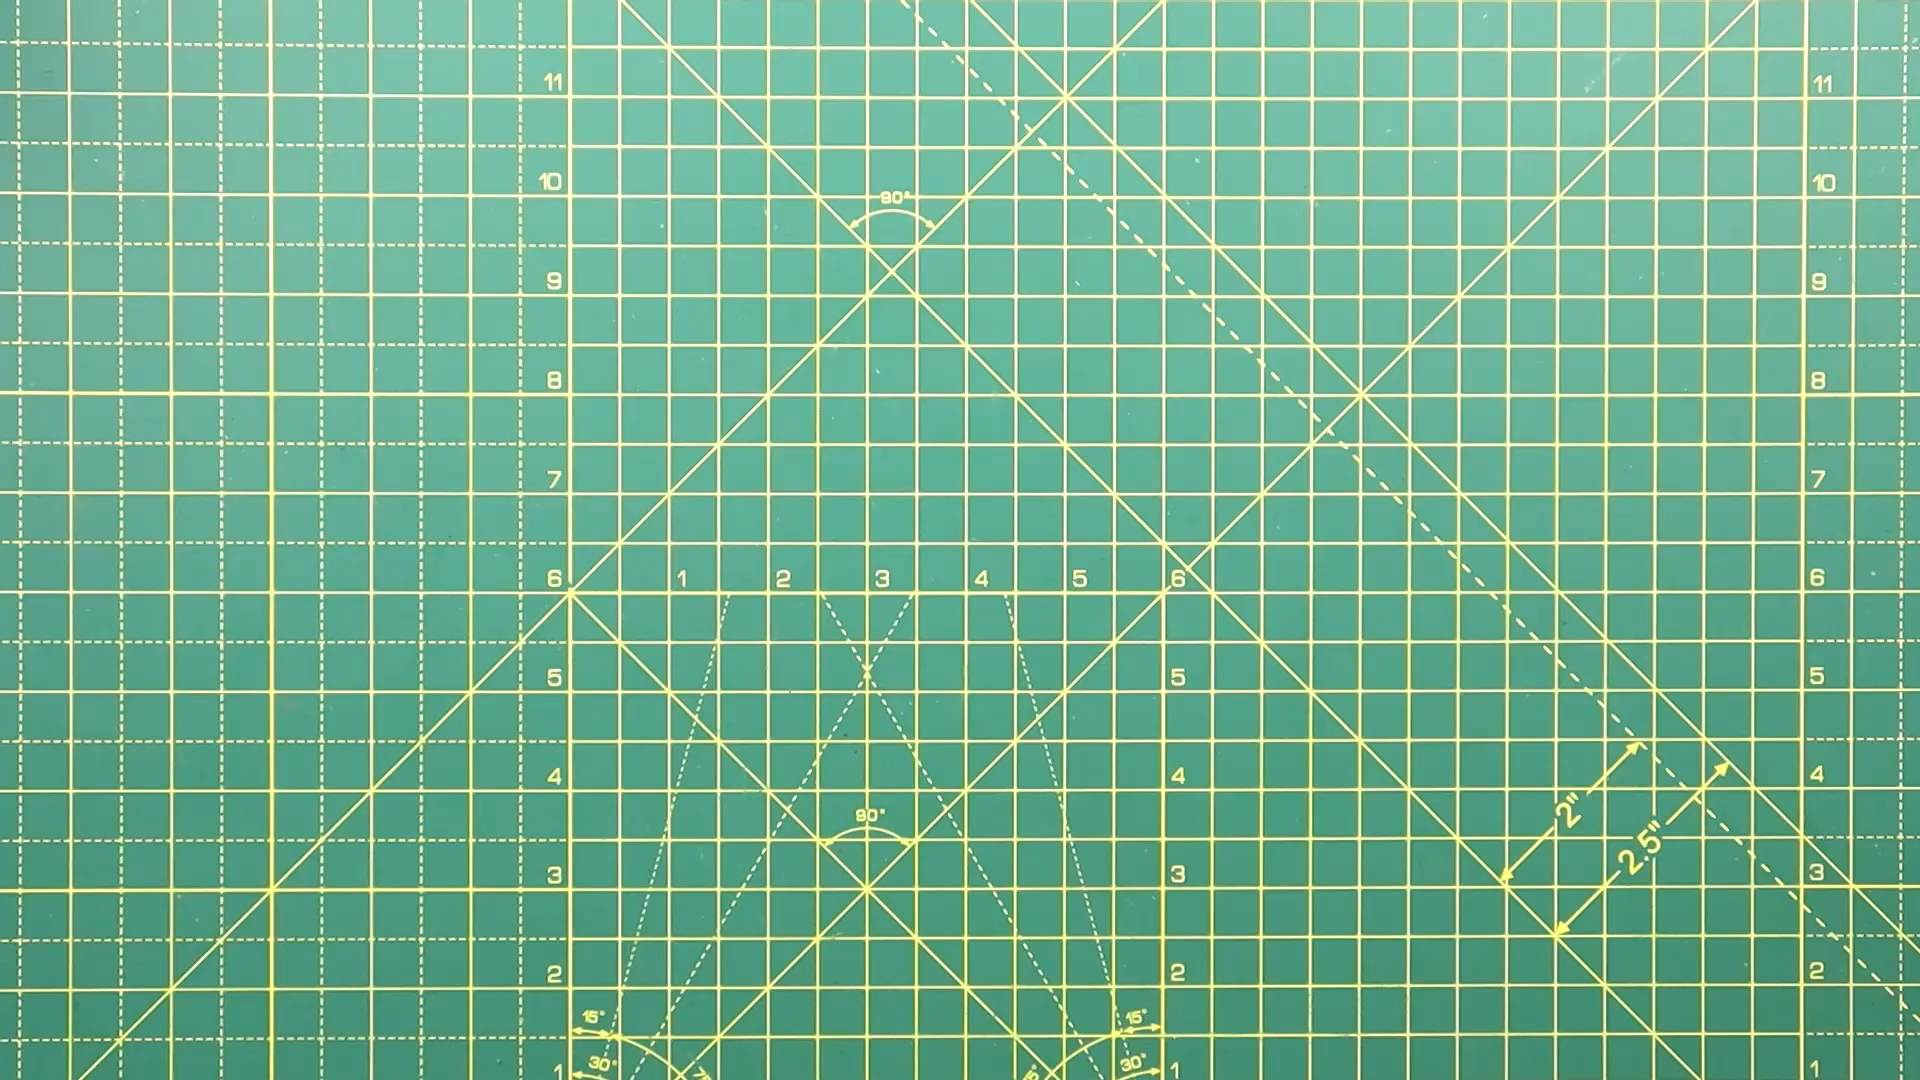 11 11
10 10
90°
9 9
8 8
7 7
6 1 2 3 4 5 6 6
5 5 5
4 4 4
2"
90°
2.5"
3 3 3
2 2 2
15° 15°
30° 30°
1 1 1